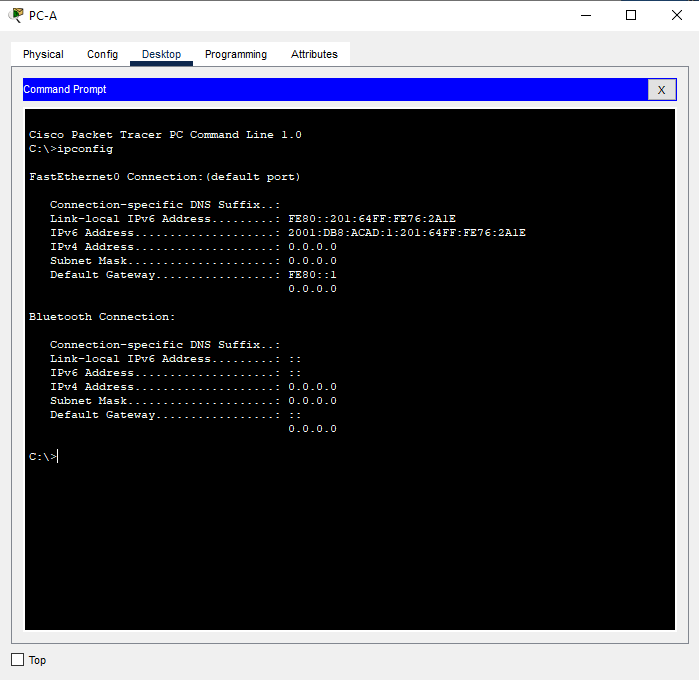 PC-A
Physical Config Desktop Programming Attributes
Command Prompt X
Cisco Packet Tracer PC Command Line 1.0
C:\>ipconfig
FastEthernet0 Connection:(default port)
Connection-specific DNS Suffix..:
Link-local IPv6 Address.........: FE80::201:64FF:FE76:2A1E
IPv6 Address....................: 2001:DB8:ACAD:1:201:64FF:FE76:2A1E
IPv4 Address....................: 0.0.0.0
Subnet Mask.....................: 0.0.0.0
Default Gateway.................: FE80::1
0.0.0.0
Bluetooth Connection:
Connection-specific DNS Suffix..:
Link-local IPv6 Address.........: ::
IPv6 Address....................: ::
IPv4 Address....................: 0.0.0.0
Subnet Mask.....................: 0.0.0.0
Default Gateway.................: ::
0.0.0.0
C:\>
Top